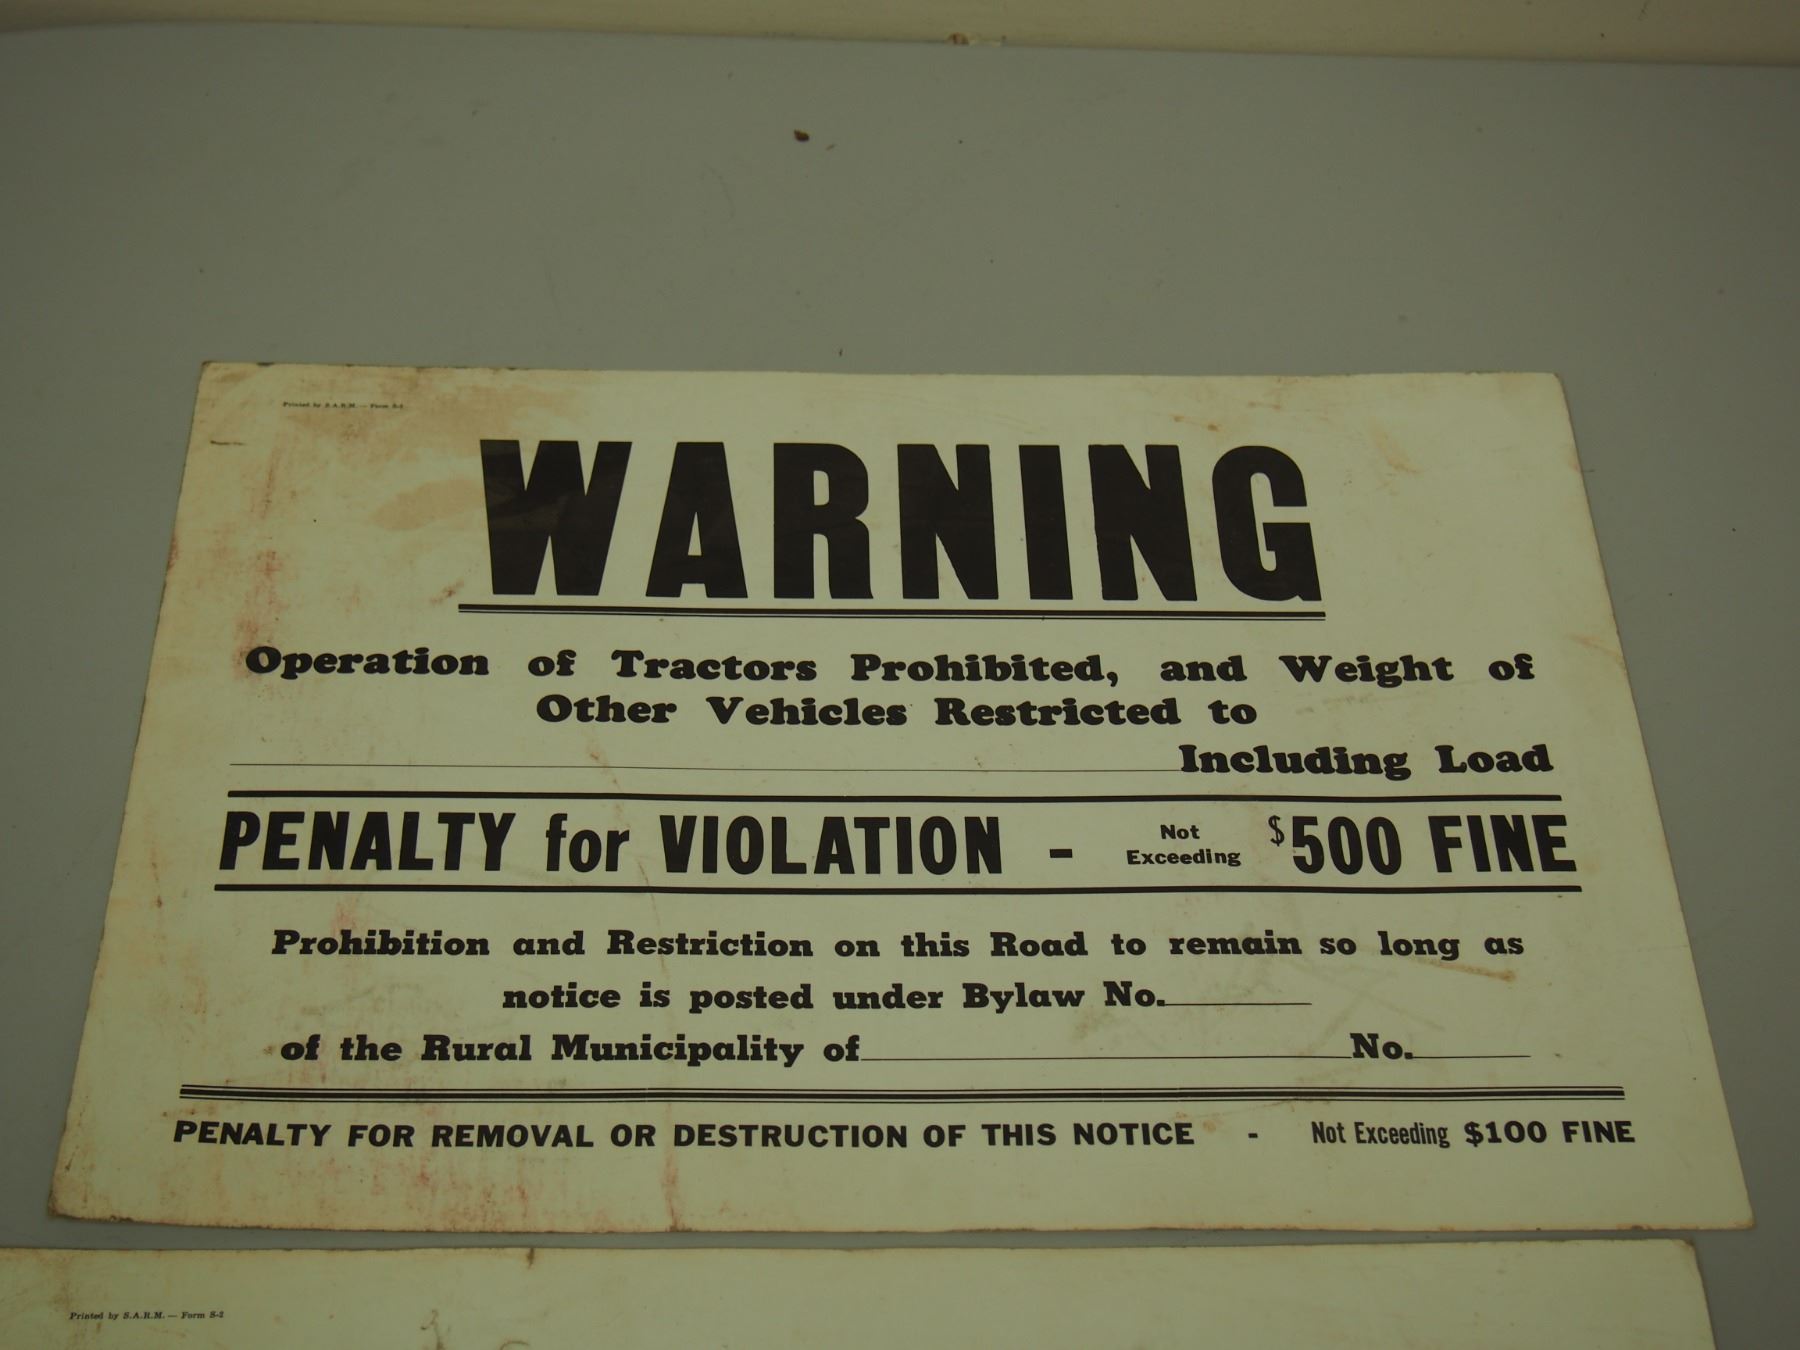 Printed by S.A.R.M. — Form S-2
WARNING
Operation of Tractors Prohibited, and Weight of
Other Vehicles Restricted to
Including Load
PENALTY for VIOLATION - Not Exceeding $500 FINE
Prohibition and Restriction on this Road to remain so long as
notice is posted under Bylaw No.
of the Rural Municipality of No.
PENALTY FOR REMOVAL OR DESTRUCTION OF THIS NOTICE - Not Exceeding $100 FINE
Printed by S.A.R.M. — Form S-2